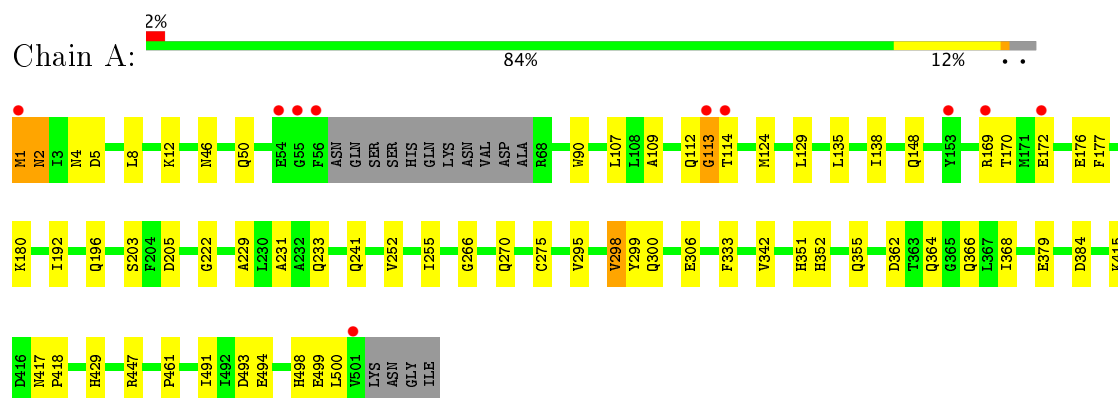 2%
Chain A:
84% 12% • •
M1 N2 I3 N4 D5 L8 K12 N46 Q50 E54 G55 F56 ASN GLN SER SER HIS GLN LYS ASN VAL ASP ALA R68 W90 L107 L108 A109 Q112 G113 T114 M124 L129 L135 I138 Q148 Y153 R169 T170 M171 E172 E176 F177
K180 I192 Q196 S203 F204 D205 G222 A229 L230 A231 A232 Q233 Q241 V252 I255 G266 Q270 C275 V295 V298 Y299 Q300 E306 F333 V342 H351 H352 Q355 D362 T363 Q364 G365 Q366 L367 I368 E379 D384 K415
D416 N417 P418 H429 R447 P461 I491 I492 D493 E494 H498 E499 L500 V501 LYS ASN GLY ILE